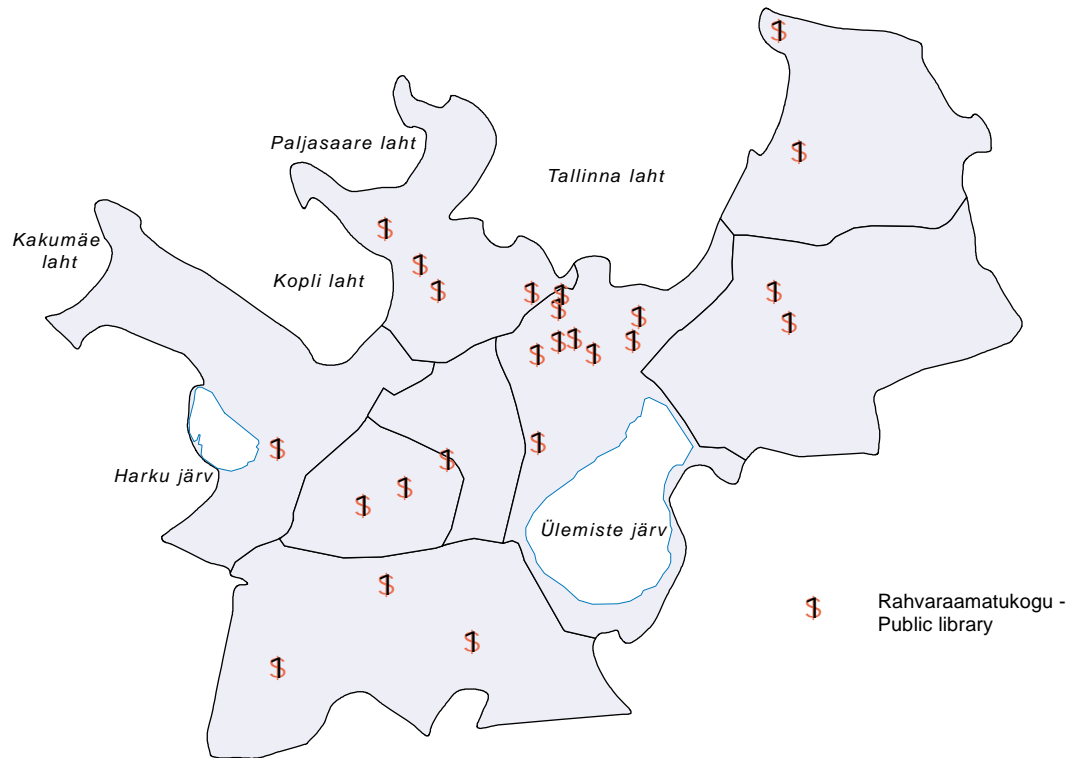 Paljasaare laht
Tallinna laht
Kakumäe
laht
Kopli laht
Harku järv
Ülemiste järv
Rahvaraamatukogu -
Public library